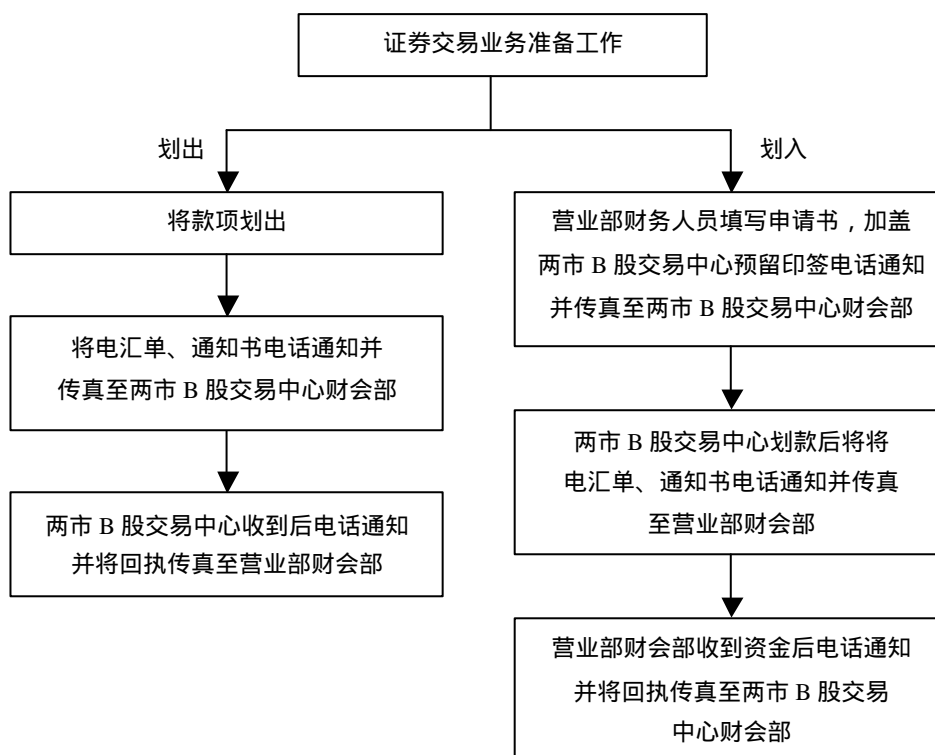 证券交易业务准备工作
划出
划入
将款项划出
将电汇单、通知书电话通知并
传真至两市 B 股交易中心财会部
两市 B 股交易中心收到后电话通知
并将回执传真至营业部财会部
营业部财务人员填写申请书，加盖
两市 B 股交易中心预留印签电话通知
并传真至两市 B 股交易中心财会部
两市 B 股交易中心划款后将将
电汇单、通知书电话通知并传真
至营业部财会部
营业部财会部收到资金后电话通知
并将回执传真至两市 B 股交易
中心财会部